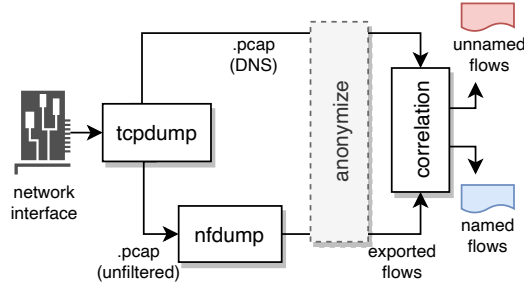 .pcap
(DNS)
unnamed
flows
tcpdump
anonymize
correlation
network
interface
nfdump
.pcap
(unfiltered)
exported
flows
named
flows